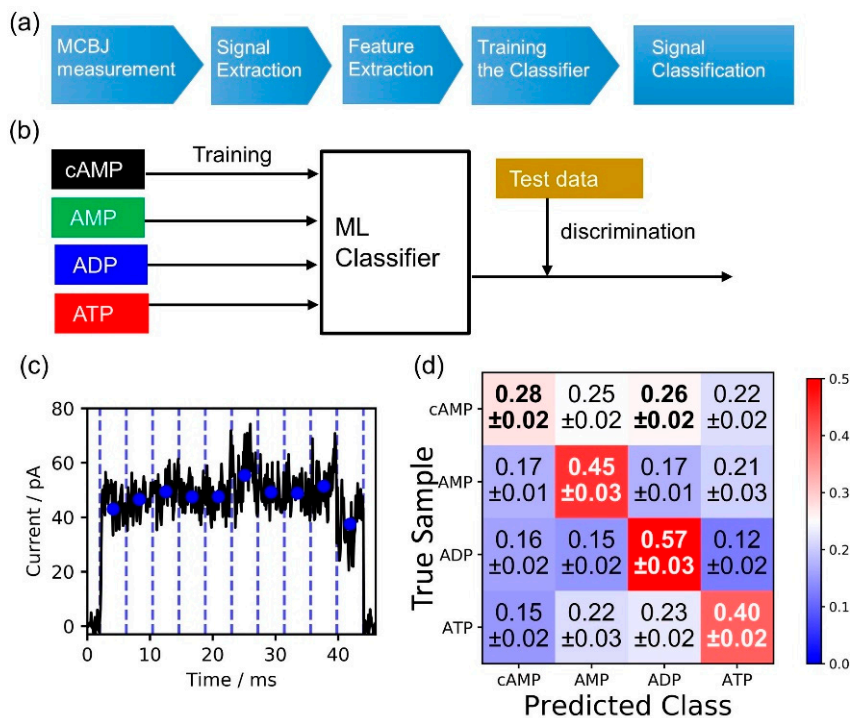 (a)
MCBJ
measurement
Signal
Extraction
Feature
Extraction
Training
the Classifier
Signal
Classification
(b)
cAMP
Training
AMP
ADP
ATP
ML
Classifier
Test data
discrimination
(c)
Current / pA
80
60
40
20
0
0 10 20 30 40
Time / ms
(d)
True Sample
cAMP
0.28 0.25 0.26 0.22
±0.02 ±0.02 ±0.02 ±0.02
AMP
0.17 0.45 0.17 0.21
±0.01 ±0.03 ±0.01 ±0.03
ADP
0.16 0.15 0.57 0.12
±0.02 ±0.02 ±0.03 ±0.02
ATP
0.15 0.22 0.23 0.40
±0.02 ±0.03 ±0.02 ±0.02
cAMP AMP ADP ATP
Predicted Class
0.5
0.4
0.3
0.2
0.1
0.0